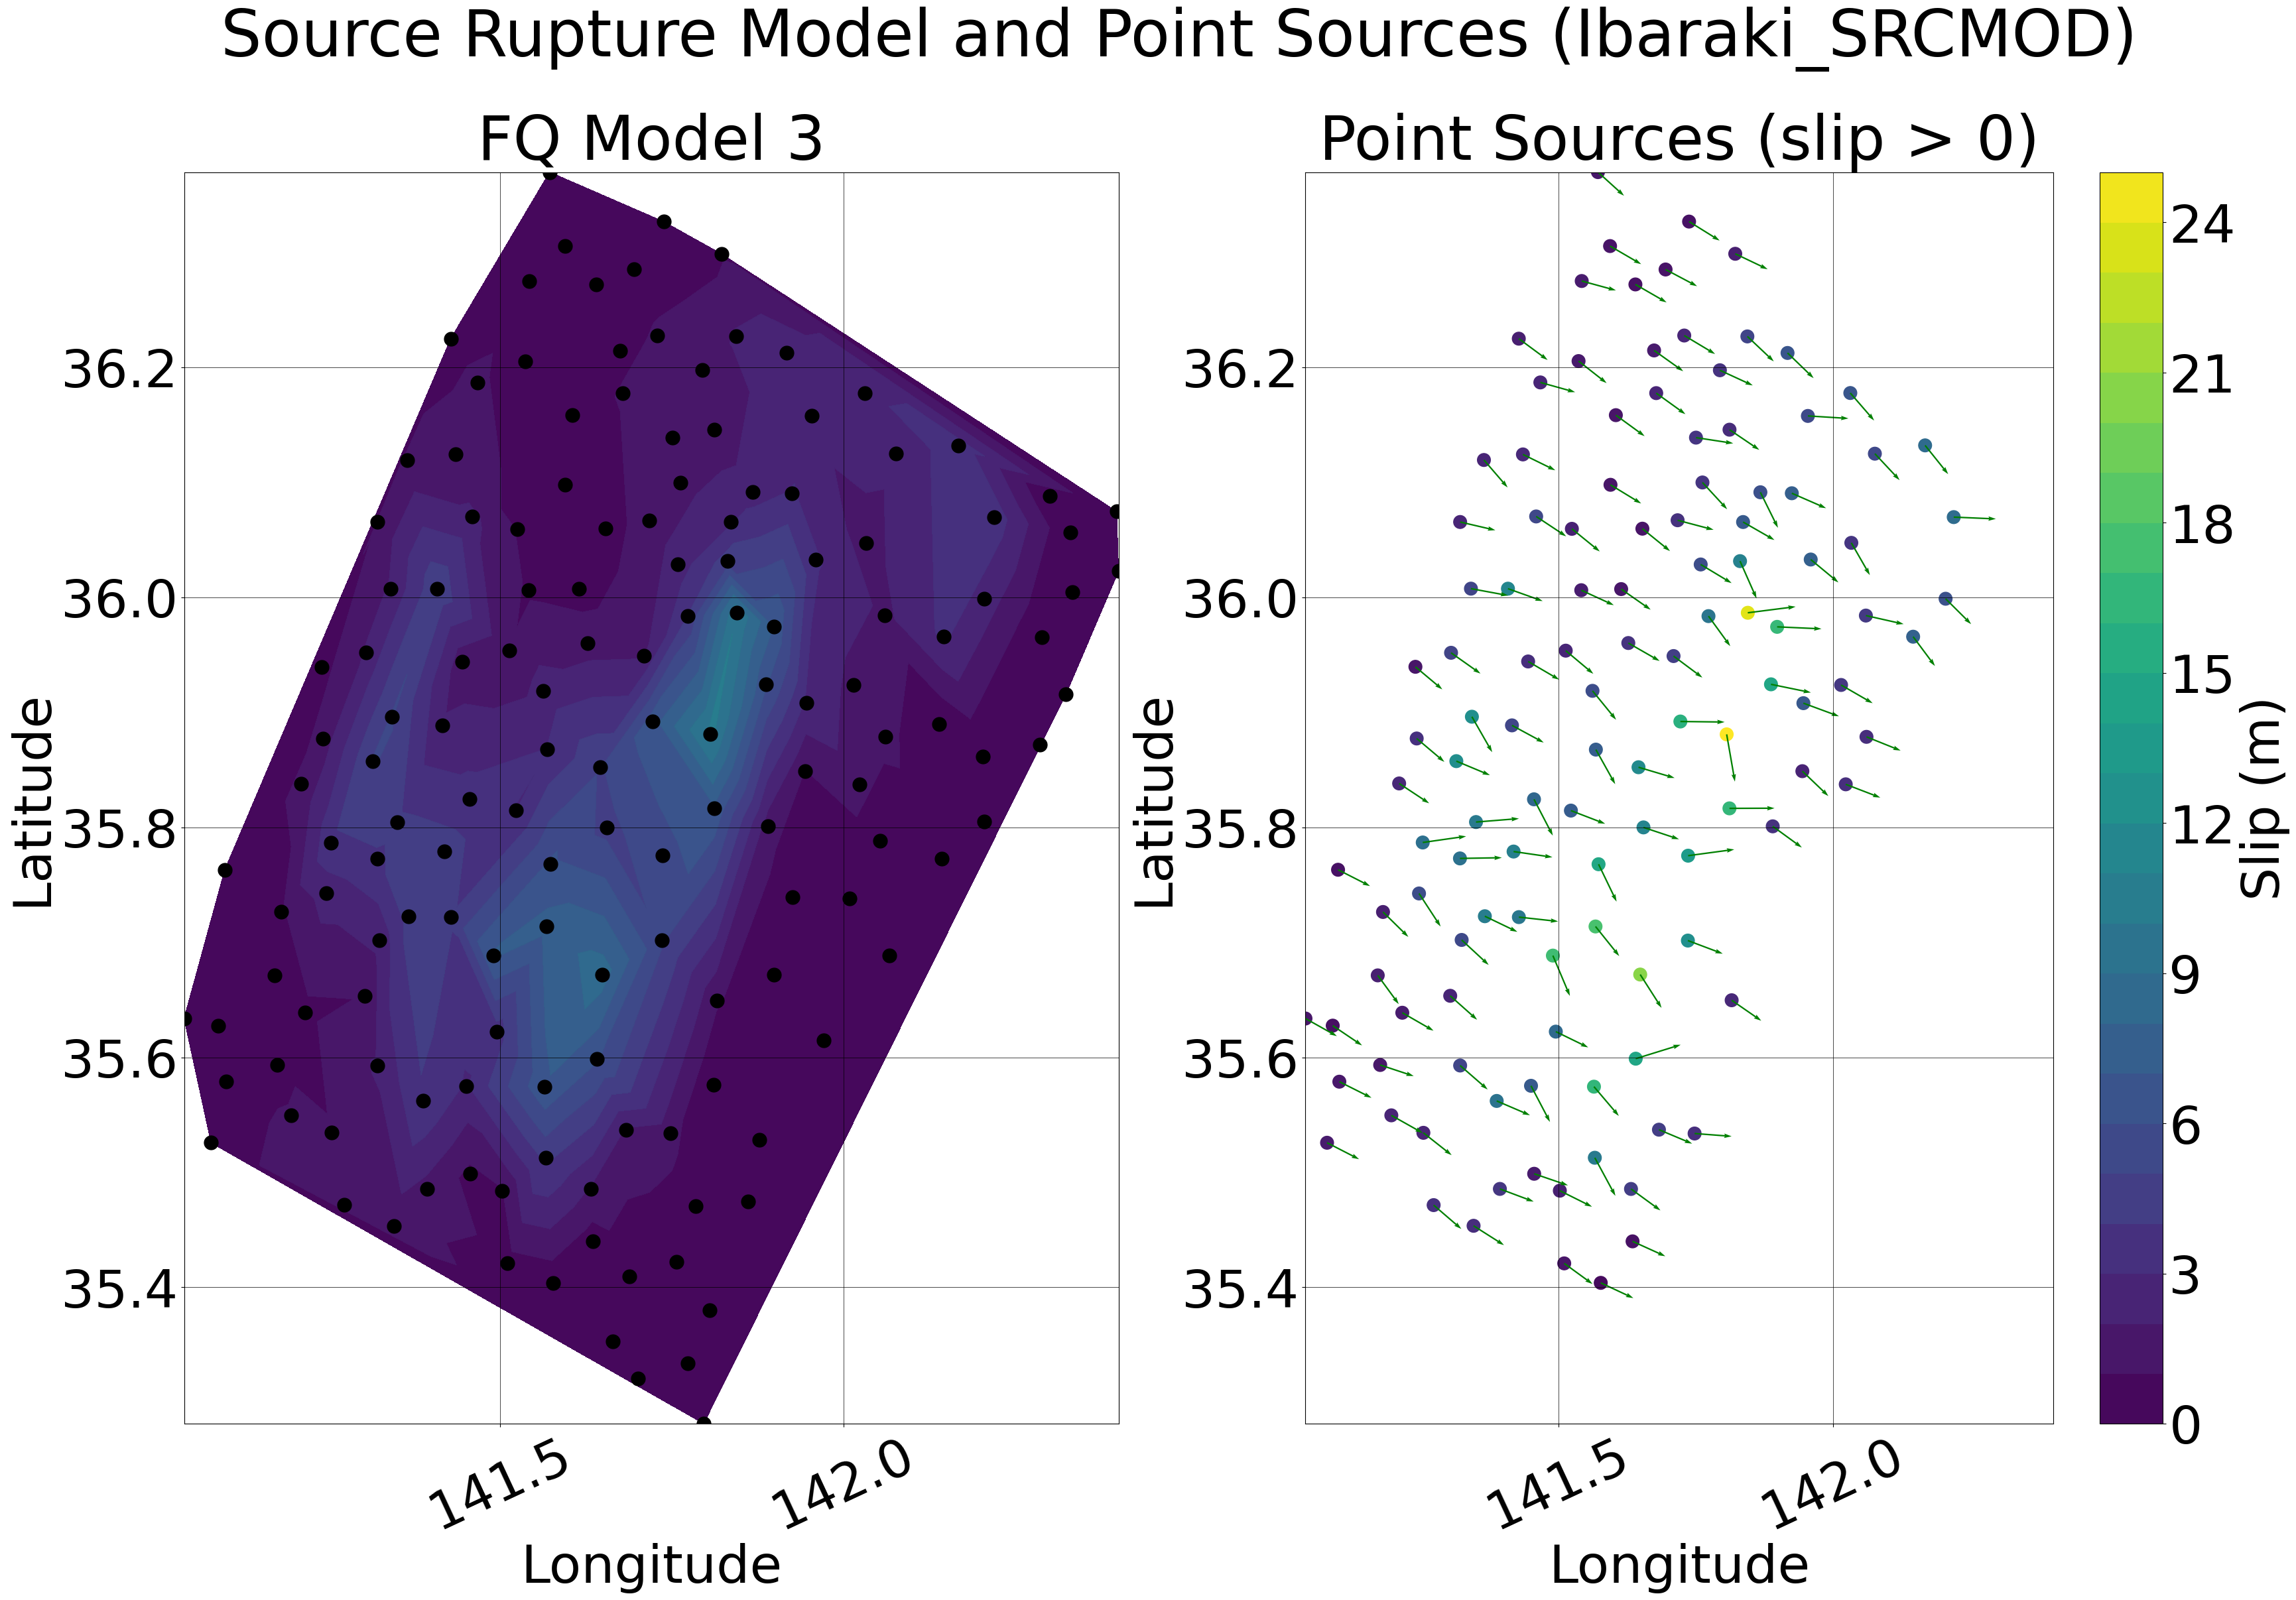 Source Rupture Model and Point Sources (Ibaraki_SRCMOD)
FQ Model 3
Latitude
36.2
36.0
35.8
35.6
35.4
141.5
142.0
Longitude
Point Sources (slip > 0)
Latitude
36.2
36.0
35.8
35.6
35.4
141.5
142.0
Longitude
24
21
18
15
12
9
6
3
0
Slip (m)